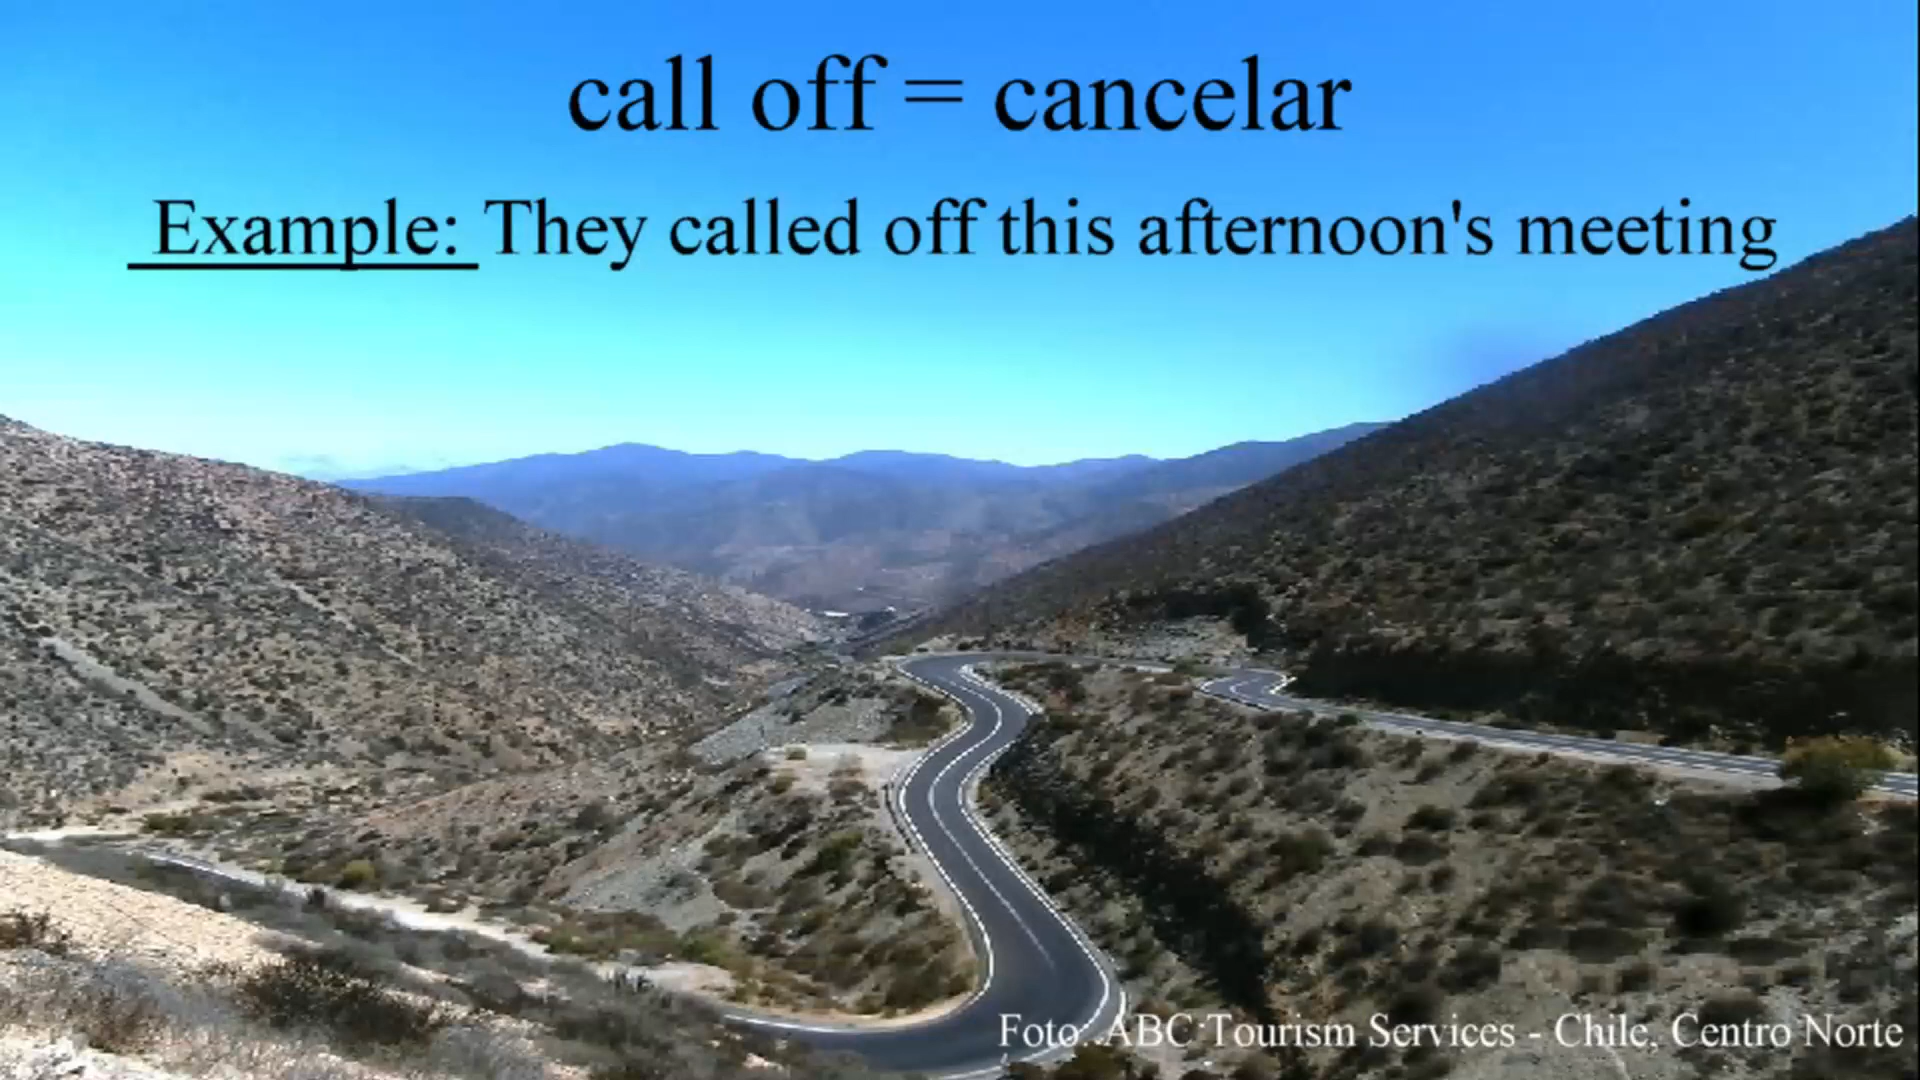 call off = cancelar
Example: They called off this afternoon's meeting
Foto: ABC Tourism Services - Chile, Centro Norte